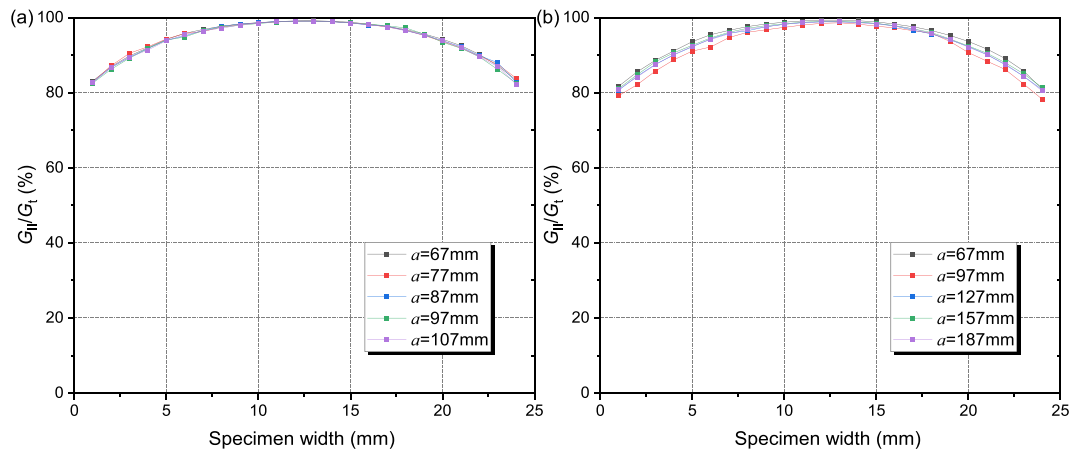 (a)
100
80
60
40
20
0
0 5 10 15 20 25
G_II/G_t (%)
Specimen width (mm)
a=67mm
a=77mm
a=87mm
a=97mm
a=107mm
(b)
100
80
60
40
20
0
0 5 10 15 20 25
G_II/G_t (%)
Specimen width (mm)
a=67mm
a=97mm
a=127mm
a=157mm
a=187mm